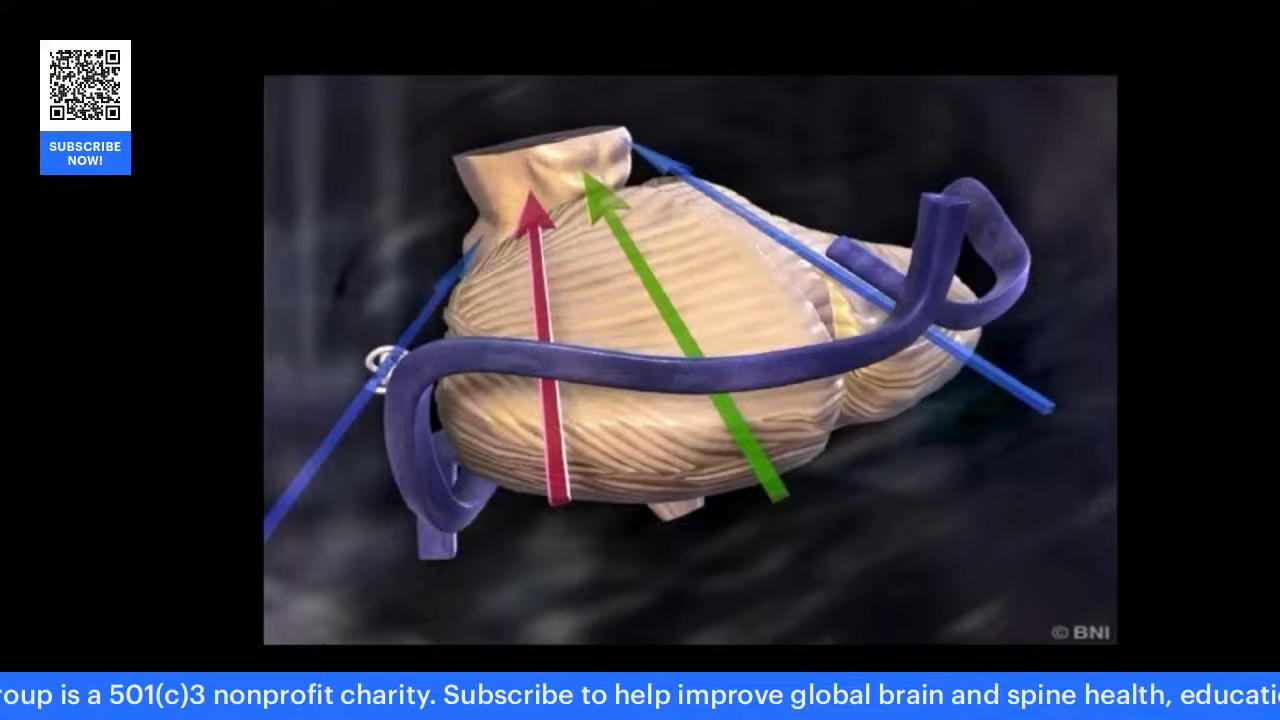 SUBSCRIBE
NOW!
© BNI
roup is a 501(c)3 nonprofit charity. Subscribe to help improve global brain and spine health, educati